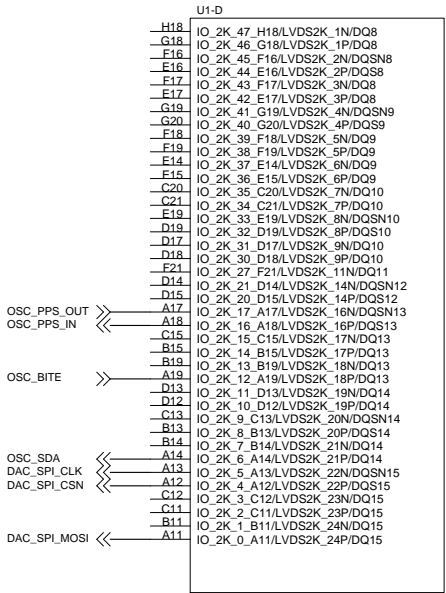 U1-D
H18 IO_2K_47_H18/LVDS2K_1N/DQ8
G18 IO_2K_46_G18/LVDS2K_1P/DQ8
F16 IO_2K_45_F16/LVDS2K_2N/DQSN8
E16 IO_2K_44_E16/LVDS2K_2P/DQS8
F17 IO_2K_43_F17/LVDS2K_3N/DQ8
E17 IO_2K_42_E17/LVDS2K_3P/DQ8
G19 IO_2K_41_G19/LVDS2K_4N/DQSN9
G20 IO_2K_40_G20/LVDS2K_4P/DQS9
F18 IO_2K_39_F18/LVDS2K_5N/DQ9
F19 IO_2K_38_F19/LVDS2K_5P/DQ9
E14 IO_2K_37_E14/LVDS2K_6N/DQ9
E15 IO_2K_36_E15/LVDS2K_6P/DQ9
C20 IO_2K_35_C20/LVDS2K_7N/DQ10
C21 IO_2K_34_C21/LVDS2K_7P/DQ10
E19 IO_2K_33_E19/LVDS2K_8N/DQSN10
D19 IO_2K_32_D19/LVDS2K_8P/DQS10
D17 IO_2K_31_D17/LVDS2K_9N/DQ10
D18 IO_2K_30_D18/LVDS2K_9P/DQ10
F21 IO_2K_27_F21/LVDS2K_11N/DQ11
D14 IO_2K_21_D14/LVDS2K_14N/DQSN12
D15 IO_2K_20_D15/LVDS2K_14P/DQS12
OSC_PPS_OUT A17 IO_2K_17_A17/LVDS2K_16N/DQSN13
OSC_PPS_IN A18 IO_2K_16_A18/LVDS2K_16P/DQS13
C15 IO_2K_15_C15/LVDS2K_17N/DQ13
B15 IO_2K_14_B15/LVDS2K_17P/DQ13
B19 IO_2K_13_B19/LVDS2K_18N/DQ13
OSC_BITE A19 IO_2K_12_A19/LVDS2K_18P/DQ13
D13 IO_2K_11_D13/LVDS2K_19N/DQ14
D12 IO_2K_10_D12/LVDS2K_19P/DQ14
C13 IO_2K_9_C13/LVDS2K_20N/DQSN14
B13 IO_2K_8_B13/LVDS2K_20P/DQS14
B14 IO_2K_7_B14/LVDS2K_21N/DQ14
OSC_SDA A14 IO_2K_6_A14/LVDS2K_21P/DQ14
DAC_SPI_CLK A13 IO_2K_5_A13/LVDS2K_22N/DQSN15
DAC_SPI_CSN A12 IO_2K_4_A12/LVDS2K_22P/DQS15
C12 IO_2K_3_C12/LVDS2K_23N/DQ15
C11 IO_2K_2_C11/LVDS2K_23P/DQ15
B11 IO_2K_1_B11/LVDS2K_24N/DQ15
DAC_SPI_MOSI A11 IO_2K_0_A11/LVDS2K_24P/DQ15